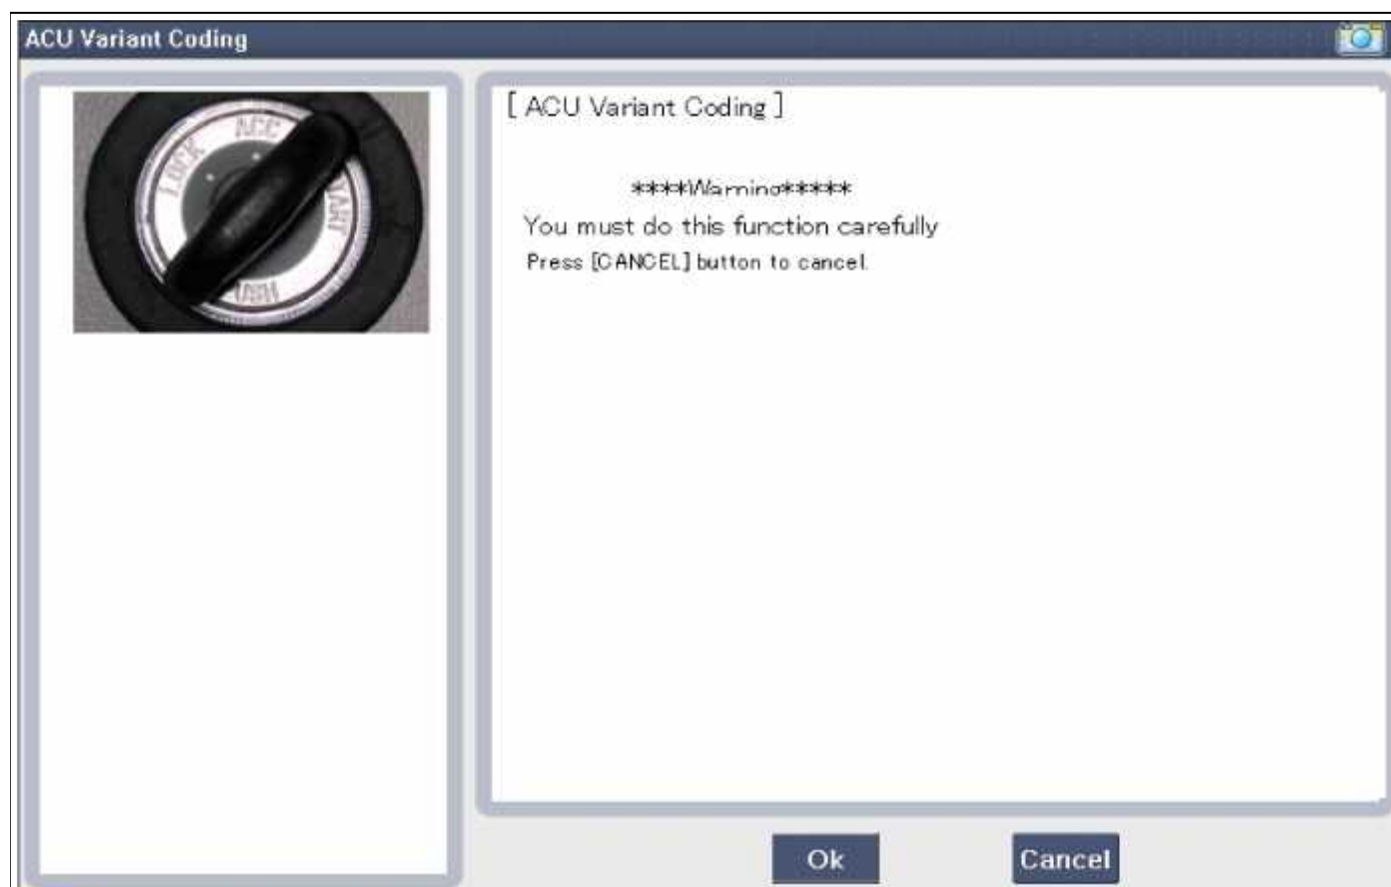 ACU Variant Coding
LOCK
ACC
START
PUSH
[ ACU Variant Coding ]
****Warning*****
You must do this function carefully
Press [CANCEL] button to cancel.
Ok
Cancel